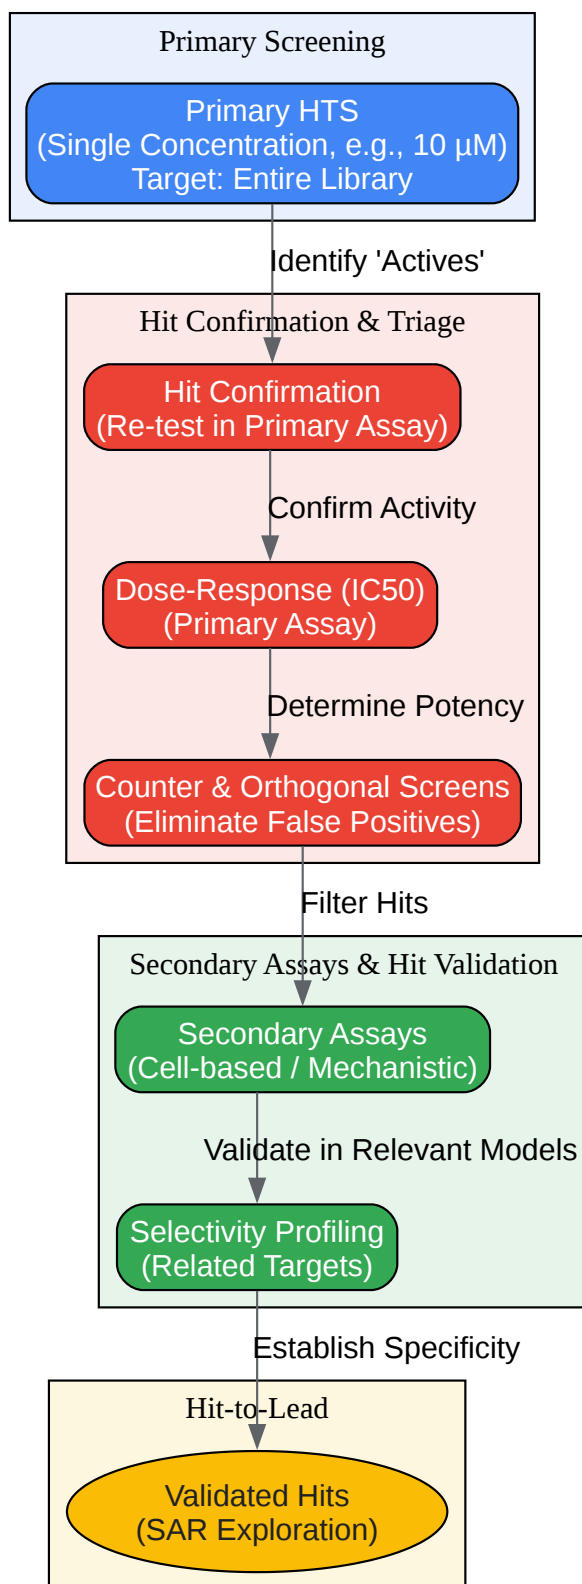 Primary Screening
Primary HTS
(Single Concentration, e.g., 10 µM)
Target: Entire Library
Identify 'Actives'
Hit Confirmation & Triage
Hit Confirmation
(Re-test in Primary Assay)
Confirm Activity
Dose-Response (IC50)
(Primary Assay)
Determine Potency
Counter & Orthogonal Screens
(Eliminate False Positives)
Filter Hits
Secondary Assays & Hit Validation
Secondary Assays
(Cell-based / Mechanistic)
Validate in Relevant Models
Selectivity Profiling
(Related Targets)
Establish Specificity
Hit-to-Lead
Validated Hits
(SAR Exploration)